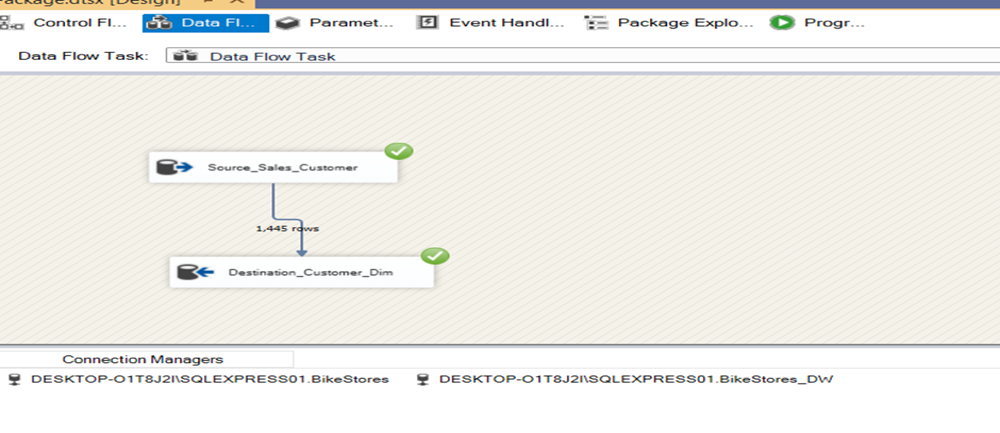 Package.dtsx [Design]
Control Fl... Data Fl... Paramet... Event Handl... Package Explo... Progr...
Data Flow Task: Data Flow Task
Source_Sales_Customer
1,445 rows
Destination_Customer_Dim
Connection Managers
DESKTOP-O1T8J2I\SQLEXPRESS01.BikeStores DESKTOP-O1T8J2I\SQLEXPRESS01.BikeStores_DW